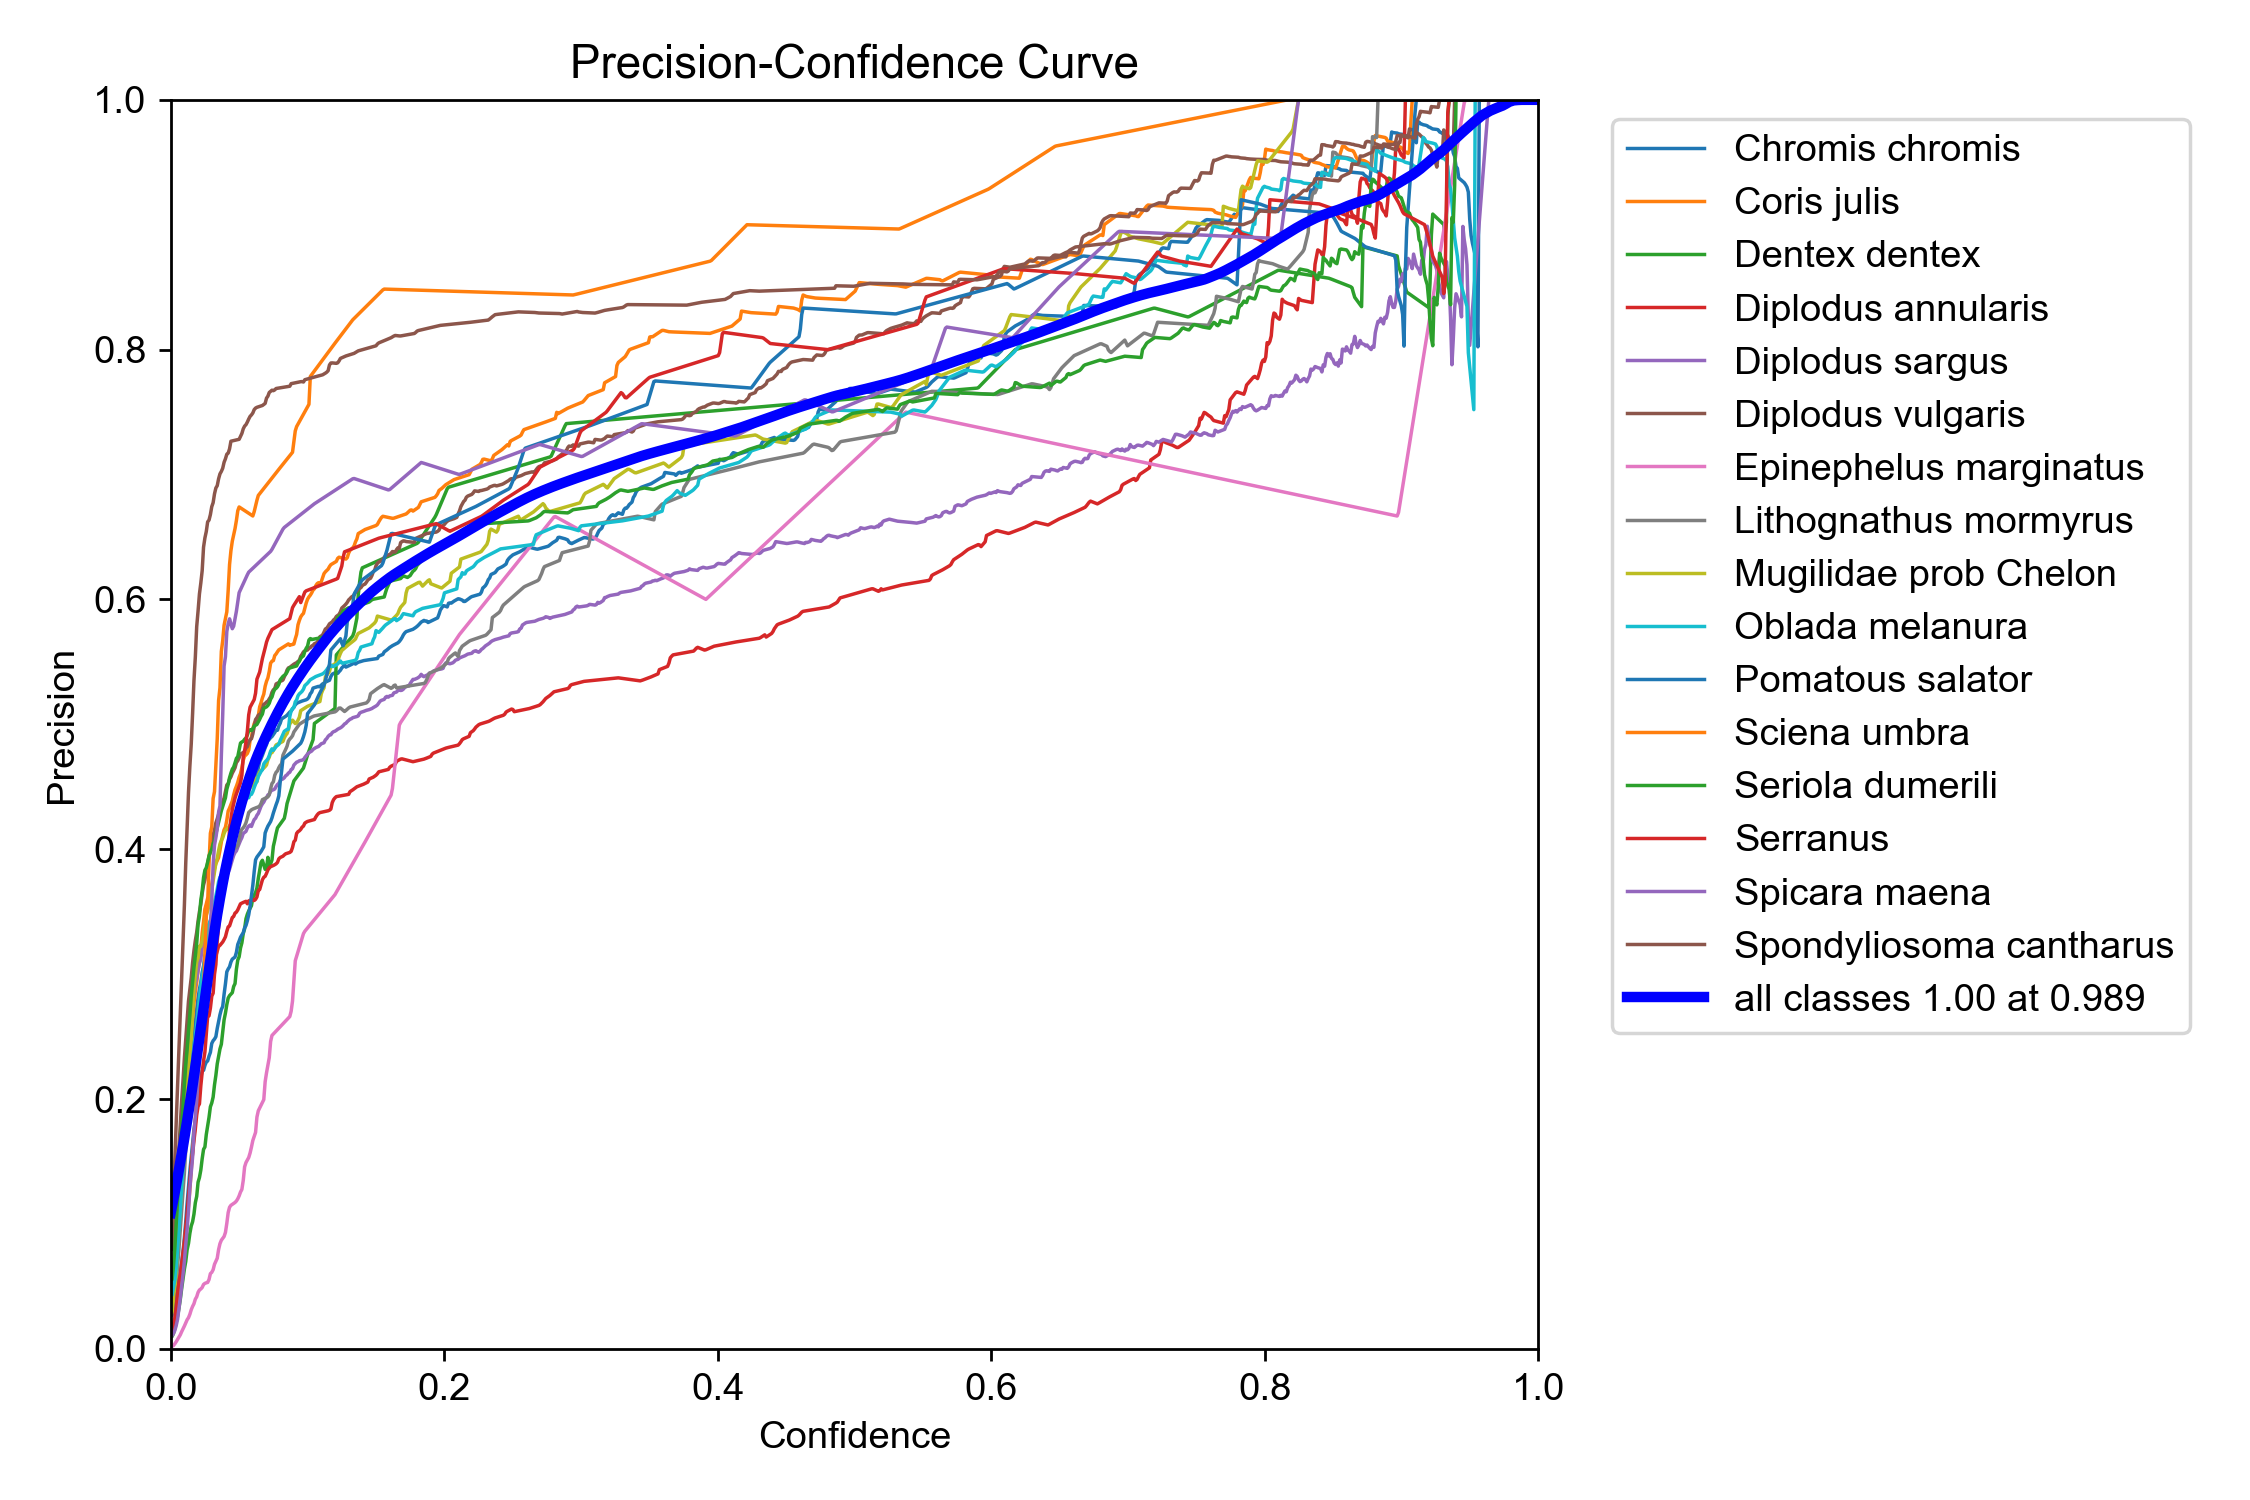 Precision-Confidence Curve
1.0
0.8
0.6
0.4
0.2
0.0
Precision
0.0 0.2 0.4 0.6 0.8 1.0
Confidence
Chromis chromis
Coris julis
Dentex dentex
Diplodus annularis
Diplodus sargus
Diplodus vulgaris
Epinephelus marginatus
Lithognathus mormyrus
Mugilidae prob Chelon
Oblada melanura
Pomatous salator
Sciena umbra
Seriola dumerili
Serranus
Spicara maena
Spondyliosoma cantharus
all classes 1.00 at 0.989